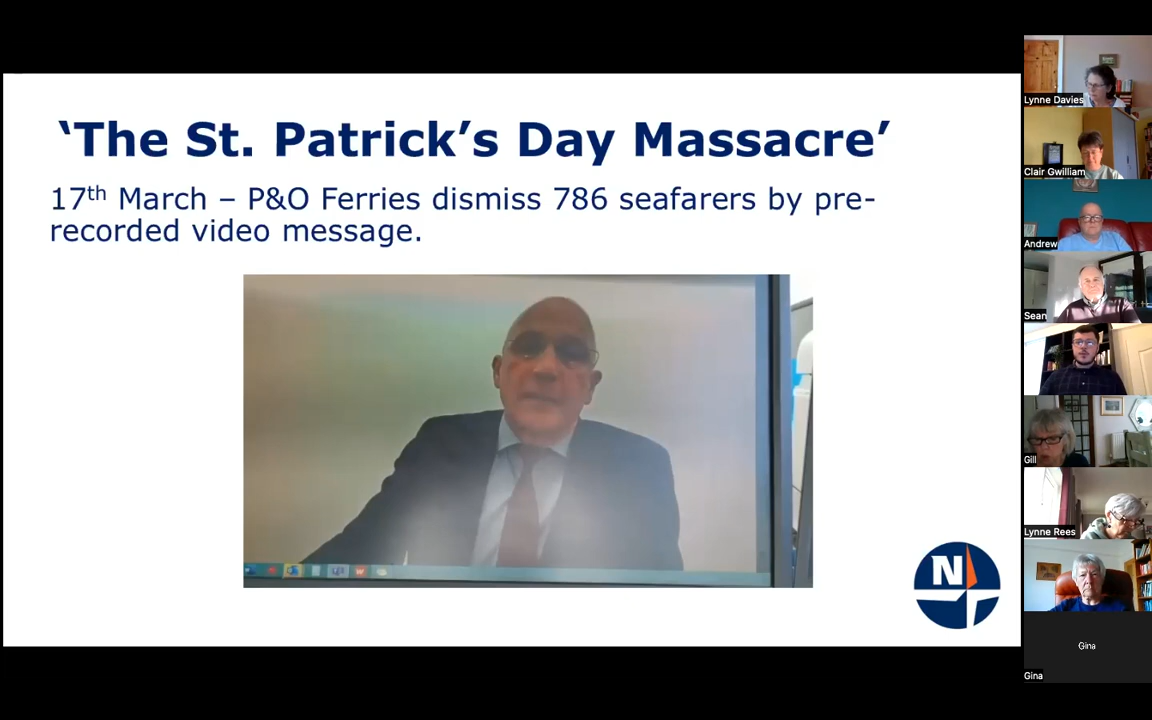 ‘The St. Patrick’s Day Massacre’
17th March – P&O Ferries dismiss 786 seafarers by pre-
recorded video message.
N
Lynne Davies
Clair Gwilliam
Andrew
Sean
Gill
Lynne Rees
Gina
Gina